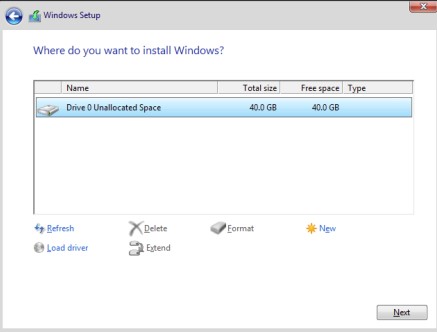 Windows Setup
Where do you want to install Windows?
Name Total size Free space Type
Drive 0 Unallocated Space 40.0 GB 40.0 GB
Refresh Delete Format New
Load driver Extend
Next